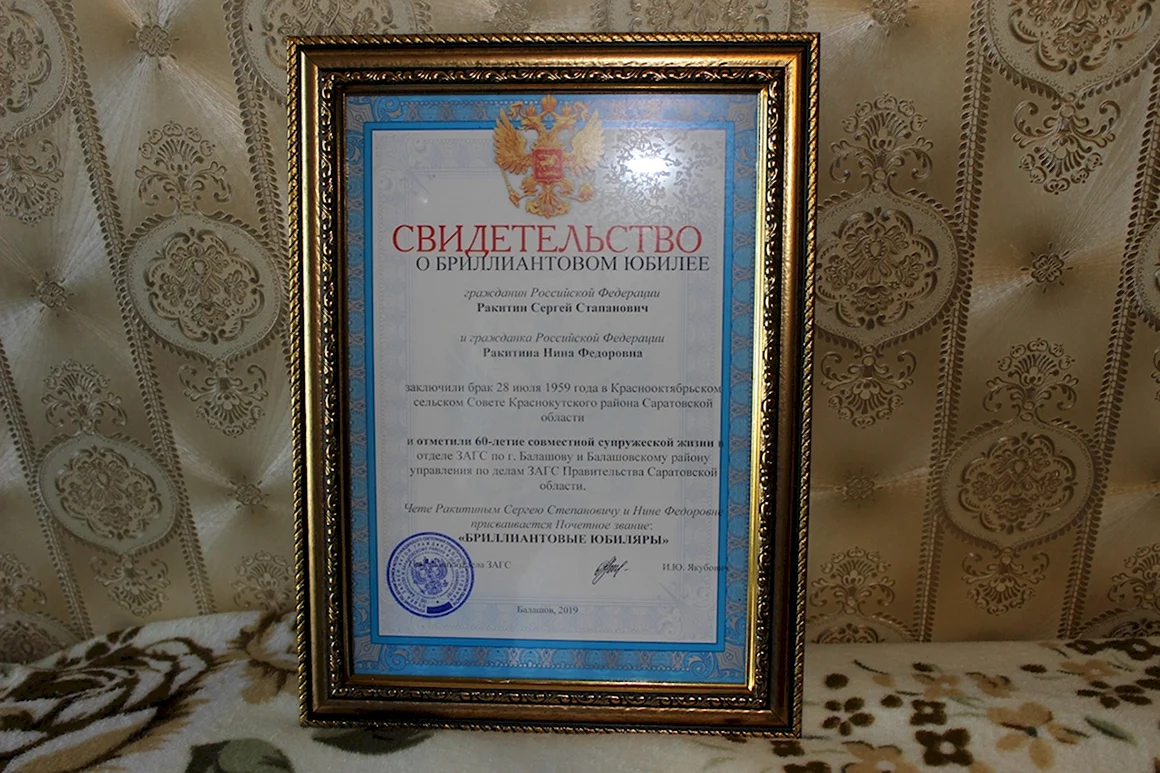 СВИДЕТЕЛЬСТВО
О БРИЛЛИАНТОВОМ ЮБИЛЕЕ
гражданин Российской Федерации
Ракитин Сергей Стапанович
и гражданка Российской Федерации
Ракитина Нина Федоровна
заключили брак 28 июля 1959 года в Краснооктябрьском
сельском Совете Краснокутского района Саратовской
области
и отметили 60-летие совместной супружеской жизни в
отделе ЗАГС по г. Балашову и Балашовскому району
управления по делам ЗАГС Правительства Саратовской
области.
Чете Ракитиным Сергею Степановичу и Нине Федоровне
присваивается Почетное звание:
«БРИЛЛИАНТОВЫЕ ЮБИЛЯРЫ»
ЗАГС И.Ю.
Балашов, 2019